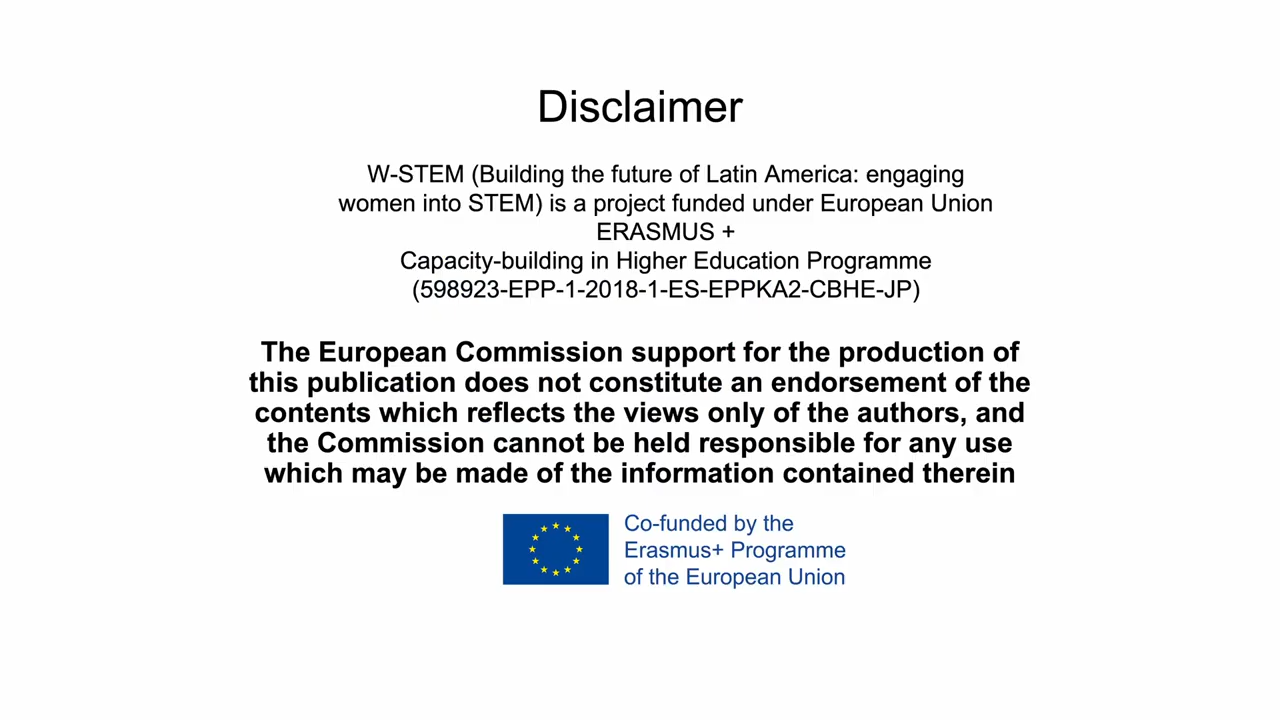 Disclaimer
W-STEM (Building the future of Latin America: engaging
women into STEM) is a project funded under European Union
ERASMUS +
Capacity-building in Higher Education Programme
(598923-EPP-1-2018-1-ES-EPPKA2-CBHE-JP)
The European Commission support for the production of
this publication does not constitute an endorsement of the
contents which reflects the views only of the authors, and
the Commission cannot be held responsible for any use
which may be made of the information contained therein
Co-funded by the
Erasmus+ Programme
of the European Union